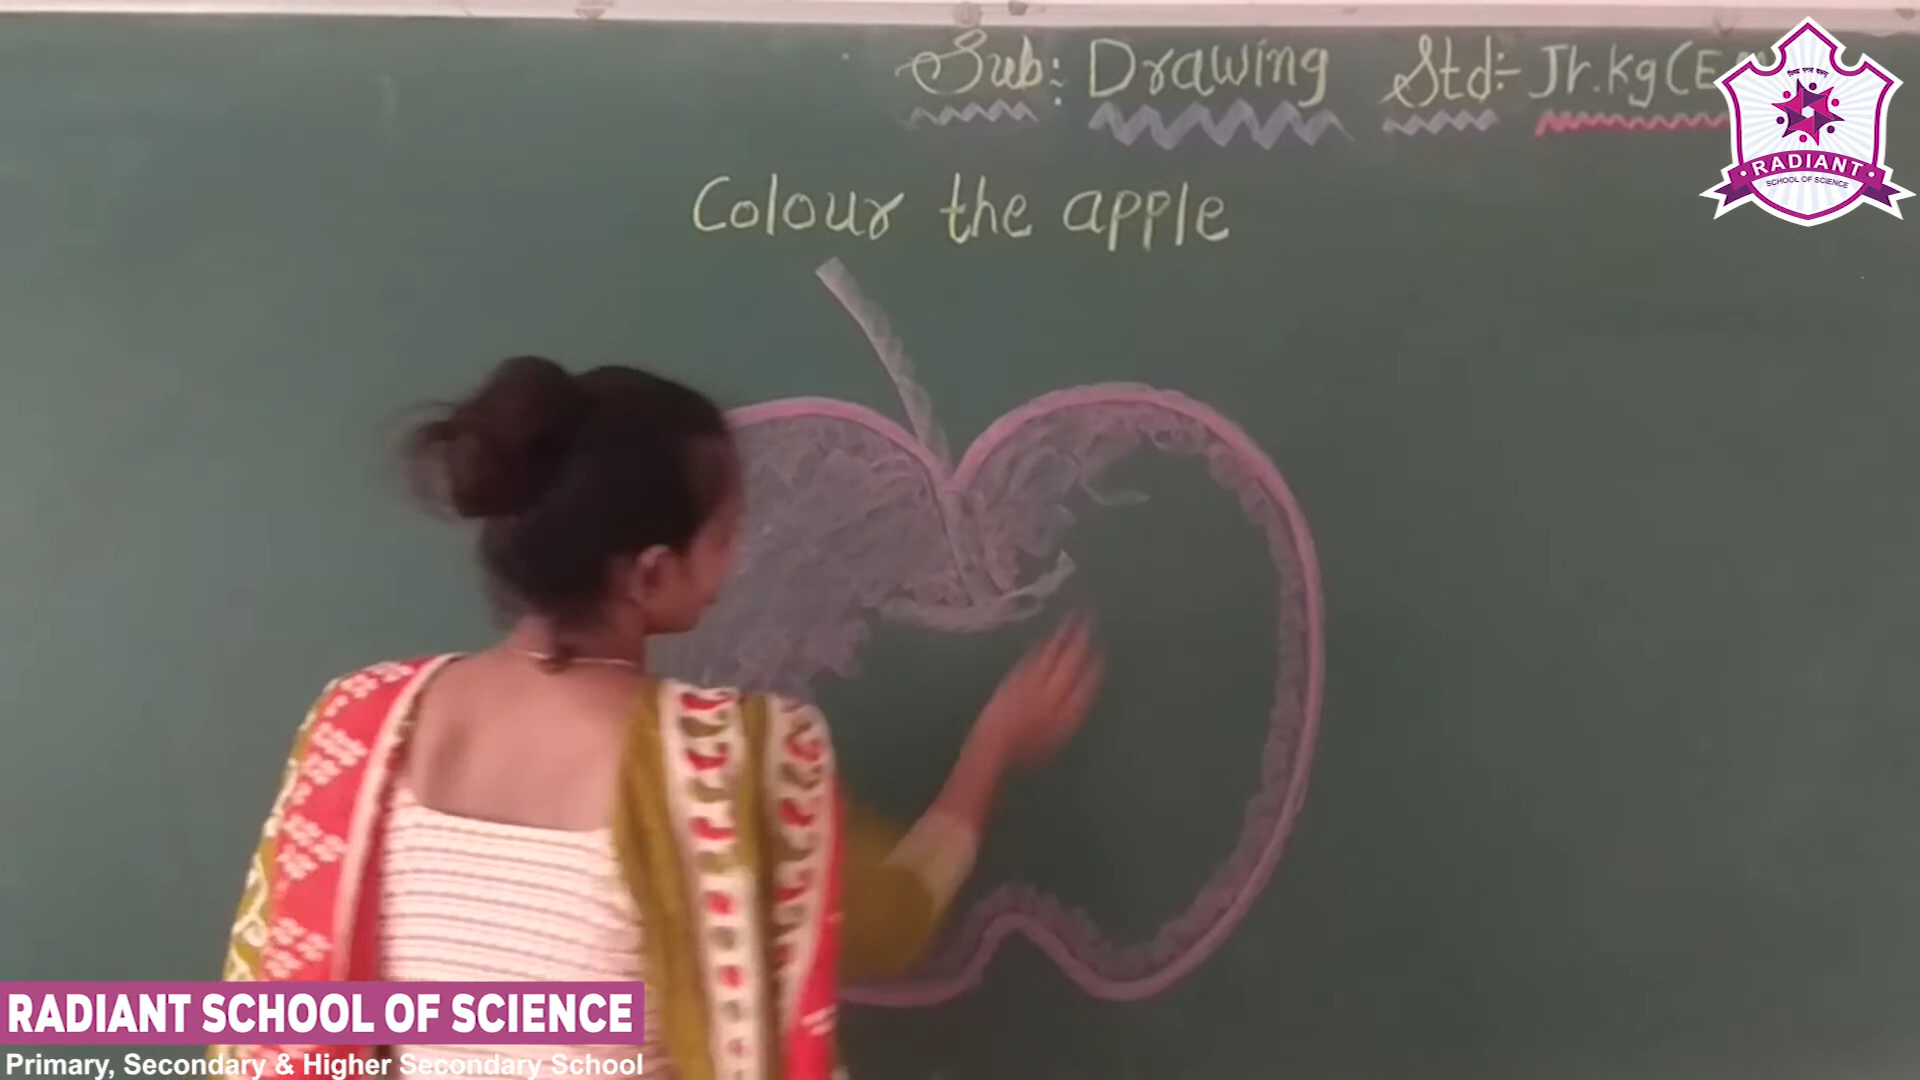 Sub: Drawing Std:- Jr.kg(E
Colour the apple
RADIANT
SCHOOL OF SCIENCE
RADIANT SCHOOL OF SCIENCE
Primary, Secondary & Higher Secondary School